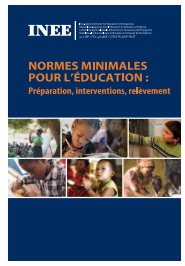 INEE
NORMES MINIMALES
POUR L'ÉDUCATION :
Préparation, interventions, relèvement